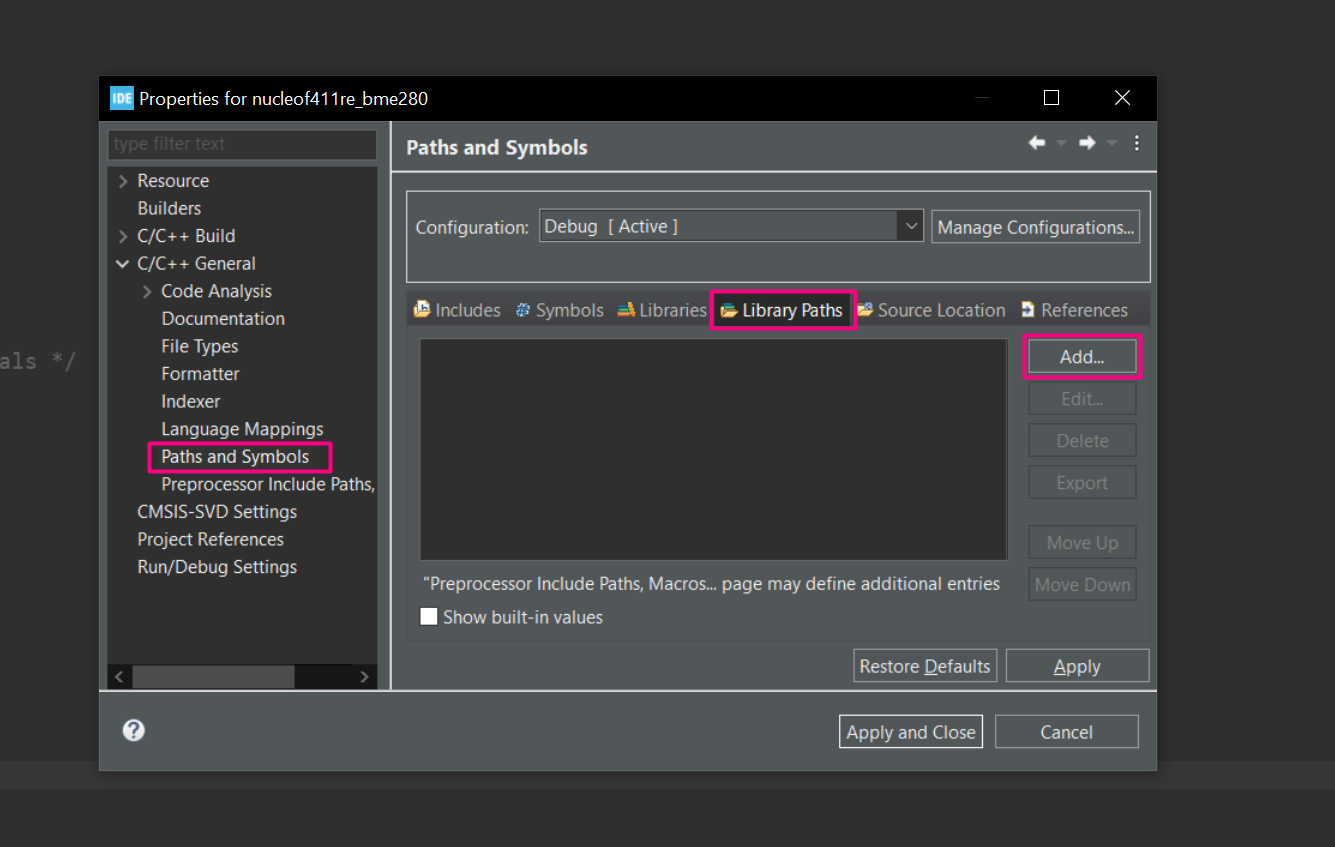 IDE Properties for nucleof411re_bme280
type filter text
Resource
Builders
C/C++ Build
C/C++ General
Code Analysis
Documentation
File Types
Formatter
Indexer
Language Mappings
Paths and Symbols
Preprocessor Include Paths,
CMSIS-SVD Settings
Project References
Run/Debug Settings
Paths and Symbols
Configuration: Debug [ Active ] Manage Configurations...
Includes Symbols Libraries Library Paths Source Location References
Add...
Edit...
Delete
Export
Move Up
Move Down
"Preprocessor Include Paths, Macros... page may define additional entries
Show built-in values
Restore Defaults Apply
Apply and Close Cancel
als */